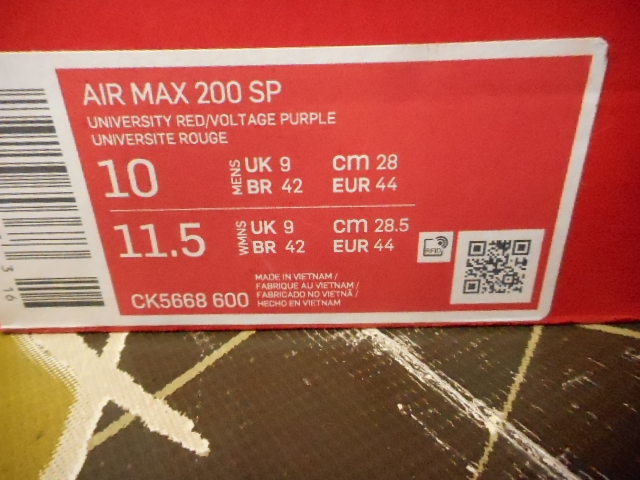 AIR MAX 200 SP
UNIVERSITY RED/VOLTAGE PURPLE
UNIVERSITE ROUGE
10 MENS UK 9 CM 28
BR 42 EUR 44
11.5 WMNS UK 9 CM 28.5
BR 42 EUR 44
RFID
CK5668 600
MADE IN VIETNAM /
FABRIQUE AU VIETNAM /
FABRICADO NO VIETNÃ /
HECHO EN VIETNAM